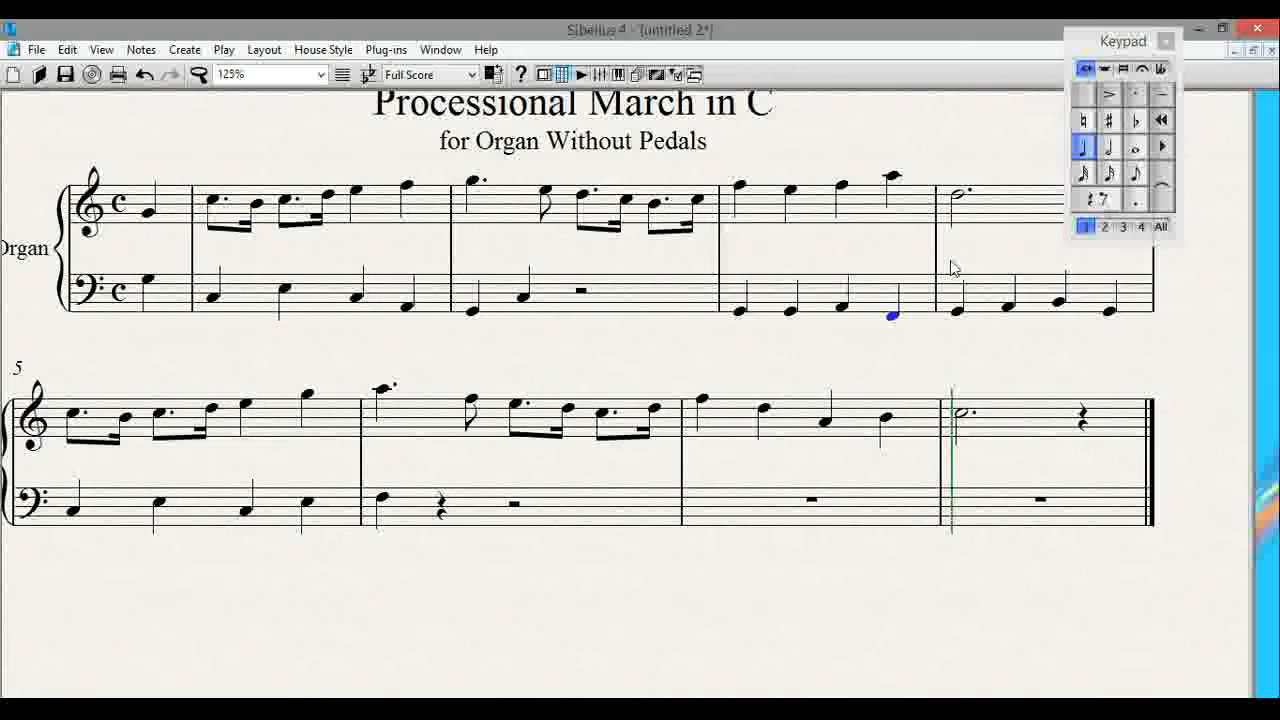 Sibelius 4 - [untitled 2*]
File Edit View Notes Create Play Layout House Style Plug-ins Window Help
125% Full Score
Keypad
Processional March in C
for Organ Without Pedals
Organ
5
1 2 3 4 All